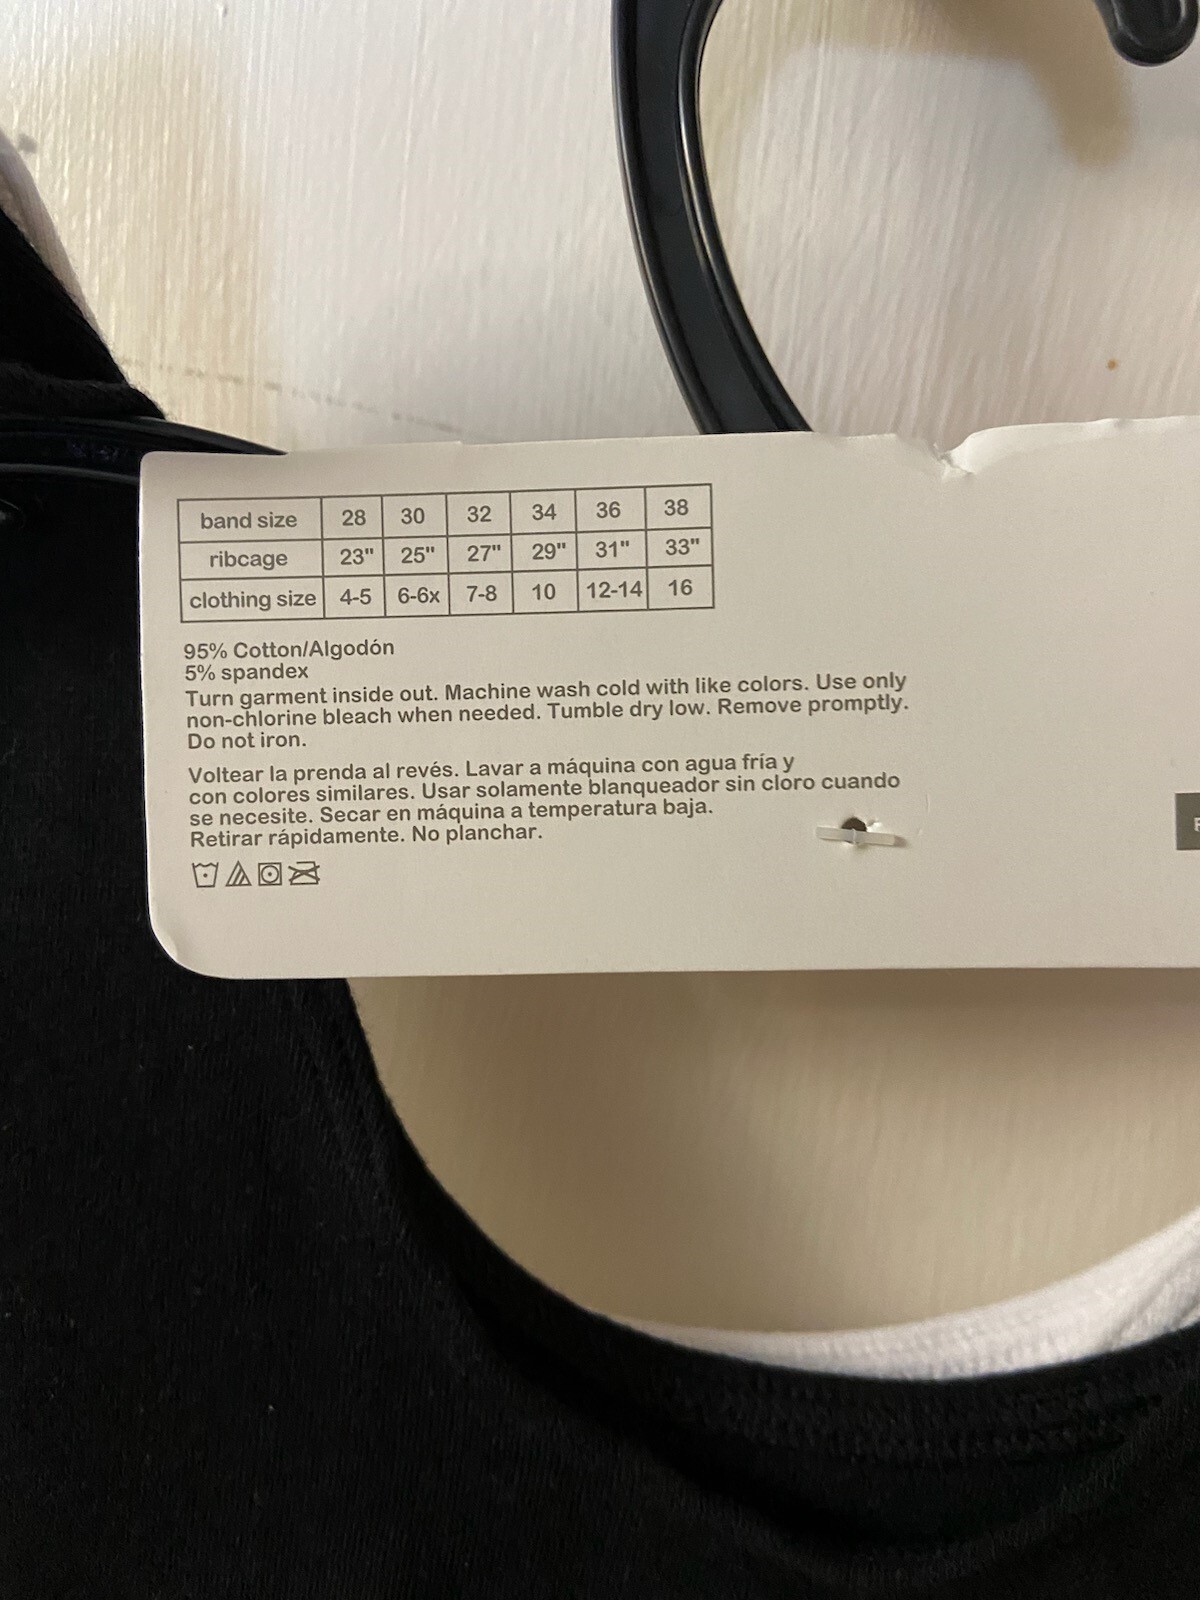 band size 28 30 32 34 36 38
ribcage 23" 25" 27" 29" 31" 33"
clothing size 4-5 6-6x 7-8 10 12-14 16
95% Cotton/Algodón
5% spandex
Turn garment inside out. Machine wash cold with like colors. Use only
non-chlorine bleach when needed. Tumble dry low. Remove promptly.
Do not iron.
Voltear la prenda al revés. Lavar a máquina con agua fría y
con colores similares. Usar solamente blanqueador sin cloro cuando
se necesite. Secar en máquina a temperatura baja.
Retirar rápidamente. No planchar.